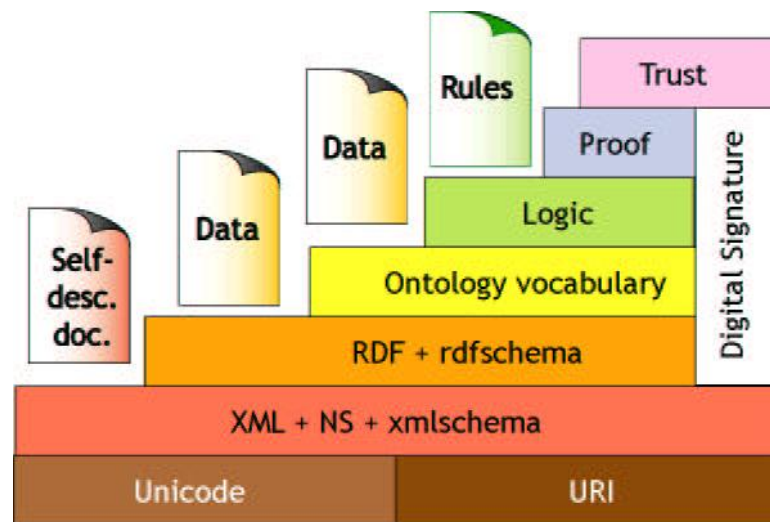 Rules
Trust
Data
Proof
Data
Logic
Self-
desc.
doc.
Ontology vocabulary
Digital Signature
RDF + rdfschema
XML + NS + xmlschema
Unicode
URI